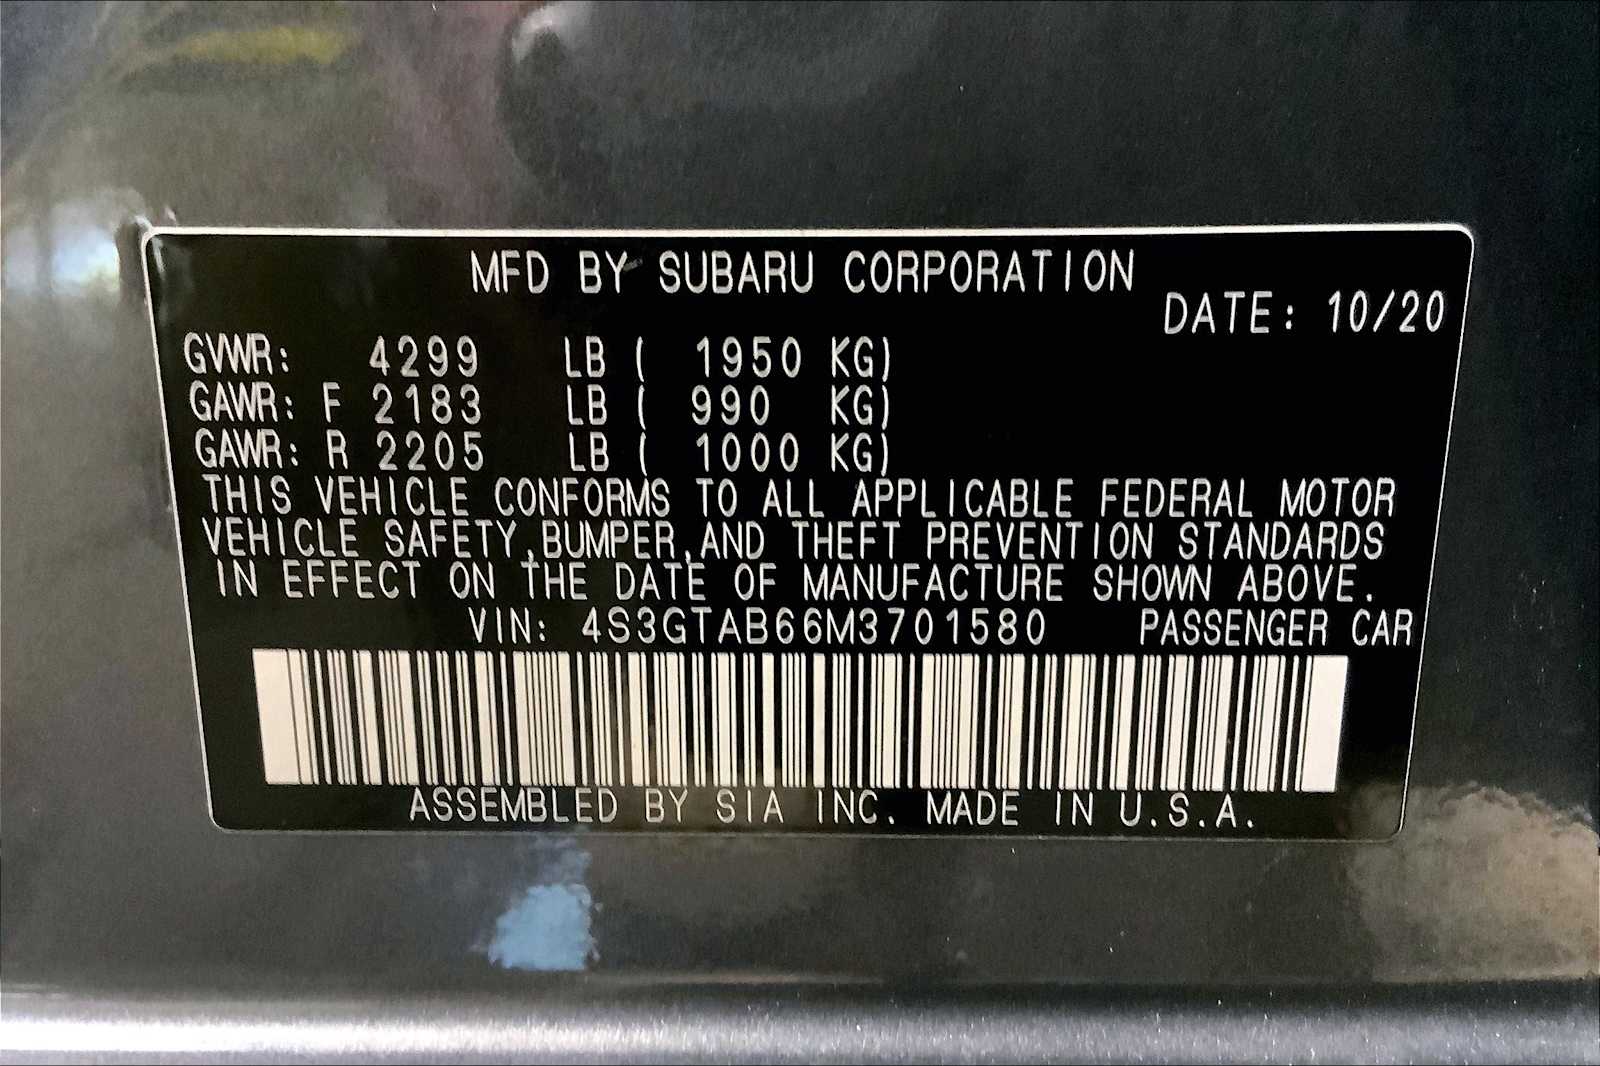 MFD BY SUBARU CORPORATION
DATE: 10/20
GVWR: 4299 LB ( 1950 KG)
GAWR: F 2183 LB ( 990 KG)
GAWR: R 2205 LB ( 1000 KG)
THIS VEHICLE CONFORMS TO ALL APPLICABLE FEDERAL MOTOR
VEHICLE SAFETY,BUMPER,AND THEFT PREVENTION STANDARDS
IN EFFECT ON THE DATE OF MANUFACTURE SHOWN ABOVE.
VIN: 4S3GTAB66M3701580 PASSENGER CAR
ASSEMBLED BY SIA INC. MADE IN U.S.A.